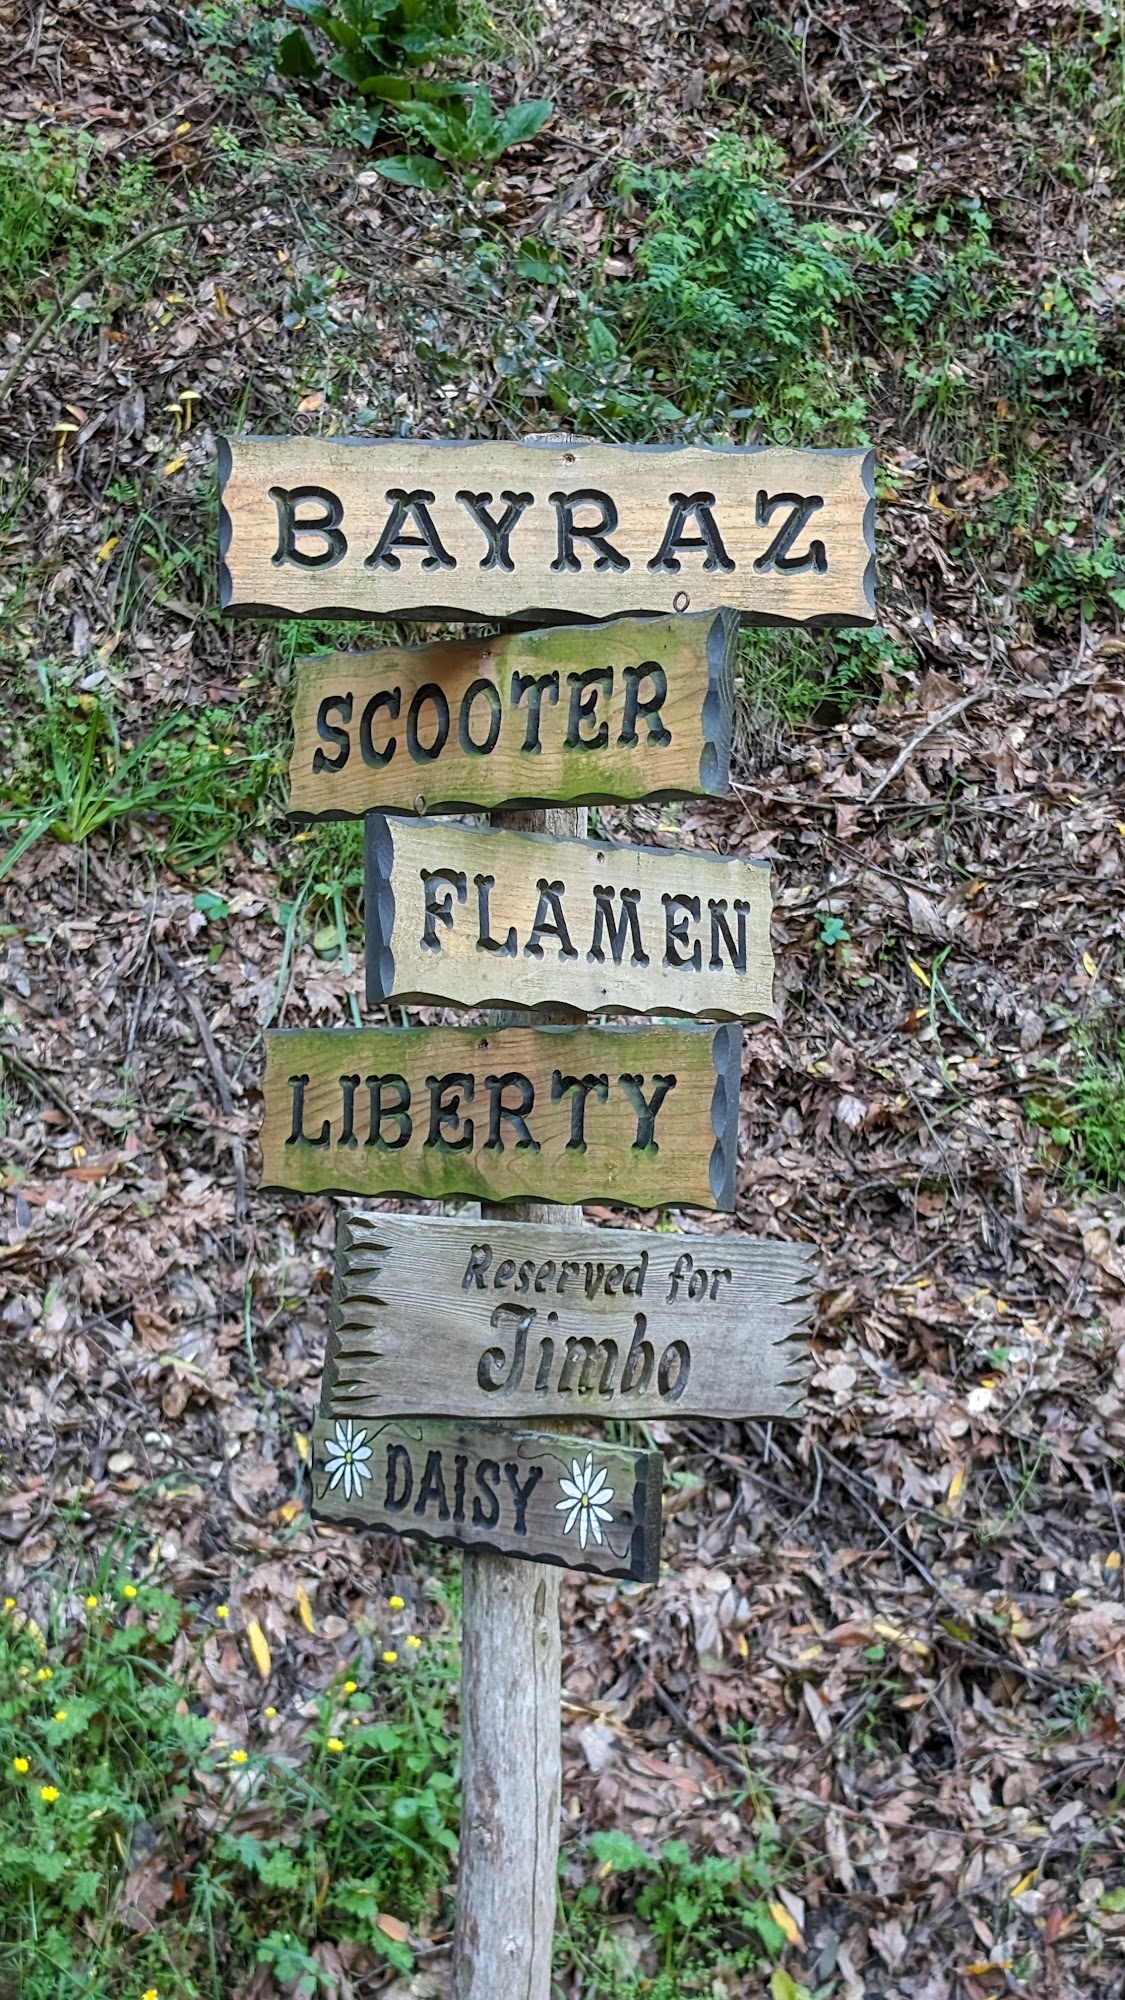 BAYRAZ
SCOOTER
FLAMEN
LIBERTY
Reserved for
Jimbo
DAISY